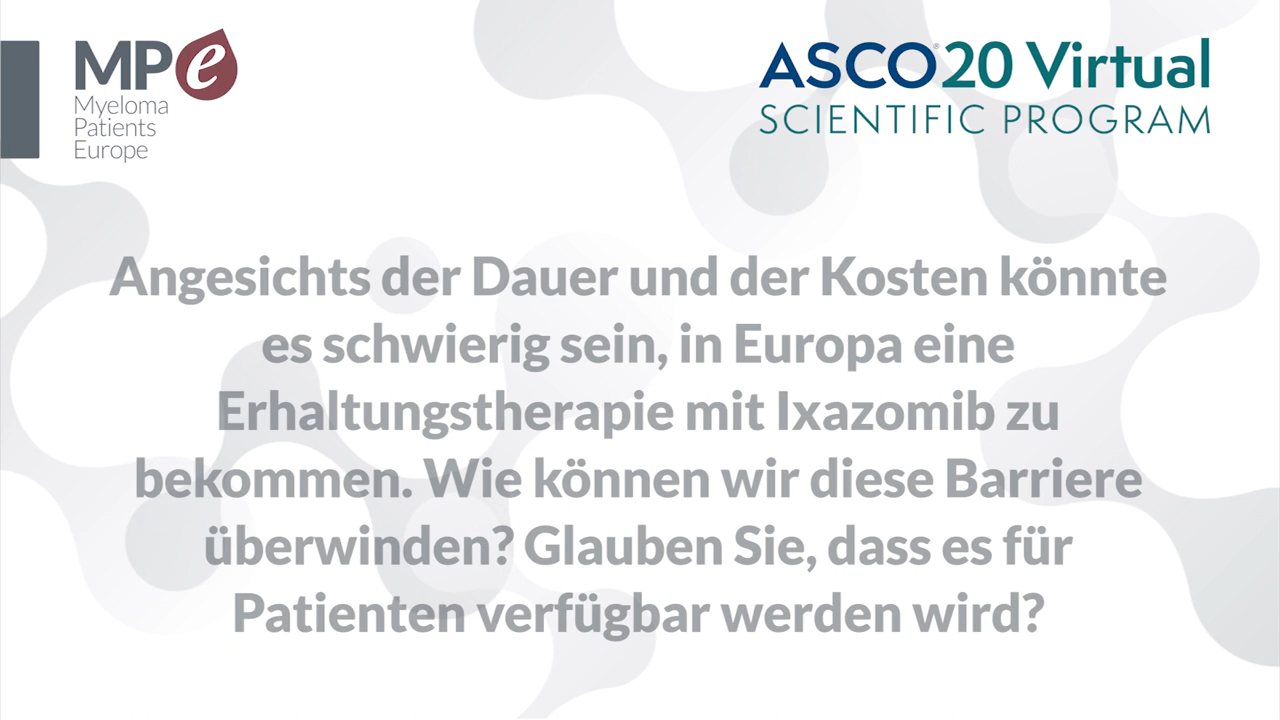 MPe
Myeloma
Patients
Europe
ASCO®20 Virtual
SCIENTIFIC PROGRAM
Angesichts der Dauer und der Kosten könnte
es schwierig sein, in Europa eine
Erhaltungstherapie mit Ixazomib zu
bekommen. Wie können wir diese Barriere
überwinden? Glauben Sie, dass es für
Patienten verfügbar werden wird?